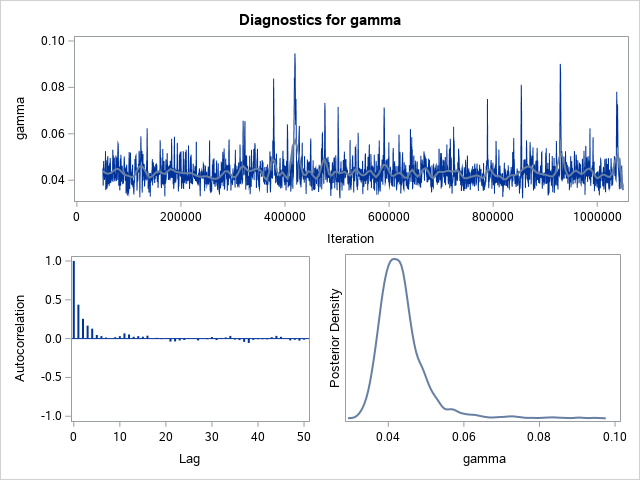 Diagnostics for gamma
gamma
0.10
0.08
0.06
0.04
0 200000 400000 600000 800000 1000000
Iteration
Autocorrelation
1.0
0.5
0.0
-0.5
-1.0
0 10 20 30 40 50
Lag
Posterior Density
0.04 0.06 0.08 0.10
gamma